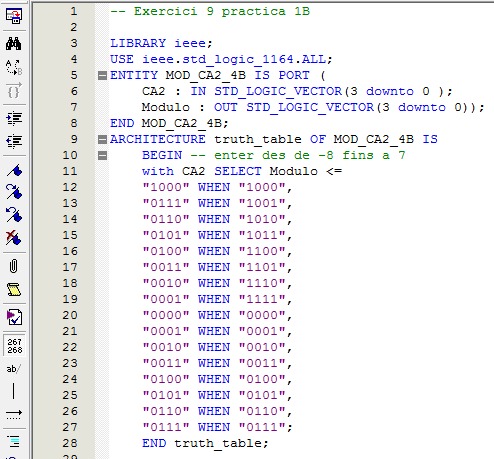 -- Exercici 9 practica 1B
LIBRARY ieee;
USE ieee.std_logic_1164.ALL;
ENTITY MOD_CA2_4B IS PORT (
CA2 : IN STD_LOGIC_VECTOR(3 downto 0 );
Modulo : OUT STD_LOGIC_VECTOR(3 downto 0));
END MOD_CA2_4B;
ARCHITECTURE truth_table OF MOD_CA2_4B IS
BEGIN -- enter des de -8 fins a 7
with CA2 SELECT Modulo <=
"1000" WHEN "1000",
"0111" WHEN "1001",
"0110" WHEN "1010",
"0101" WHEN "1011",
"0100" WHEN "1100",
"0011" WHEN "1101",
"0010" WHEN "1110",
"0001" WHEN "1111",
"0000" WHEN "0000",
"0001" WHEN "0001",
"0010" WHEN "0010",
"0011" WHEN "0011",
"0100" WHEN "0100",
"0101" WHEN "0101",
"0110" WHEN "0110",
"0111" WHEN "0111";
END truth_table;
1
2
3
4
5
6
7
8
9
10
11
12
13
14
15
16
17
18
19
20
21
22
23
24
25
26
27
28
29
267
268
ab/